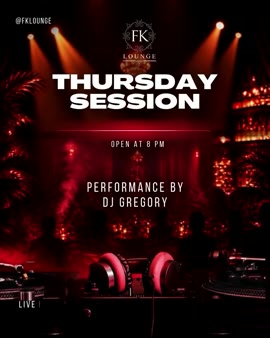 @FKLOUNGE
FK
LOUNGE
THURSDAY
SESSION
OPEN AT 8 PM
PERFORMANCE BY
DJ GREGORY
LIVE